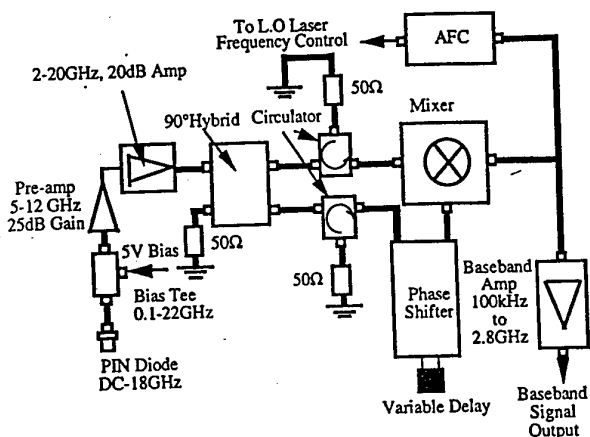 To L.O Laser
Frequency Control
AFC
2-20GHz, 20dB Amp
50Ω
90°Hybrid
Circulator
Mixer
Pre-amp
5-12 GHz
25dB Gain
5V Bias
50Ω
Bias Tee
0.1-22GHz
50Ω
Phase
Shifter
Baseband
Amp
100kHz
to
2.8GHz
PIN Diode
DC-18GHz
Variable Delay
Baseband
Signal
Output